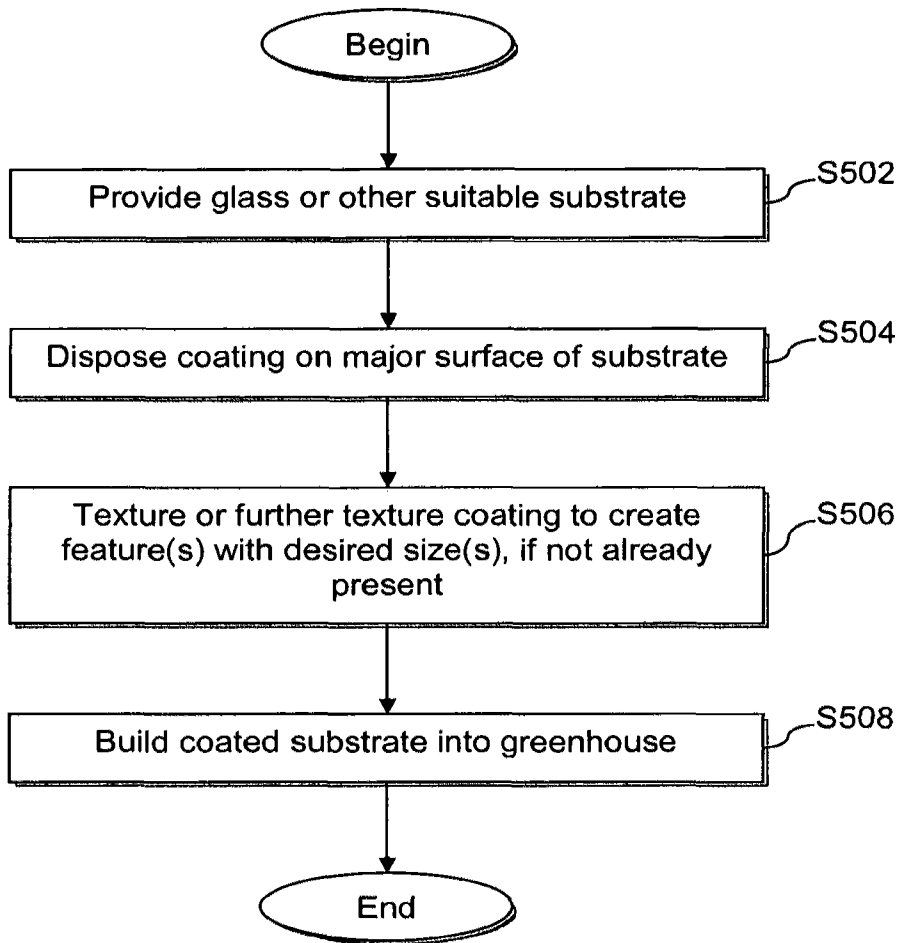 Begin
S502
Provide glass or other suitable substrate
S504
Dispose coating on major surface of substrate
S506
Texture or further texture coating to create
feature(s) with desired size(s), if not already
present
S508
Build coated substrate into greenhouse
End